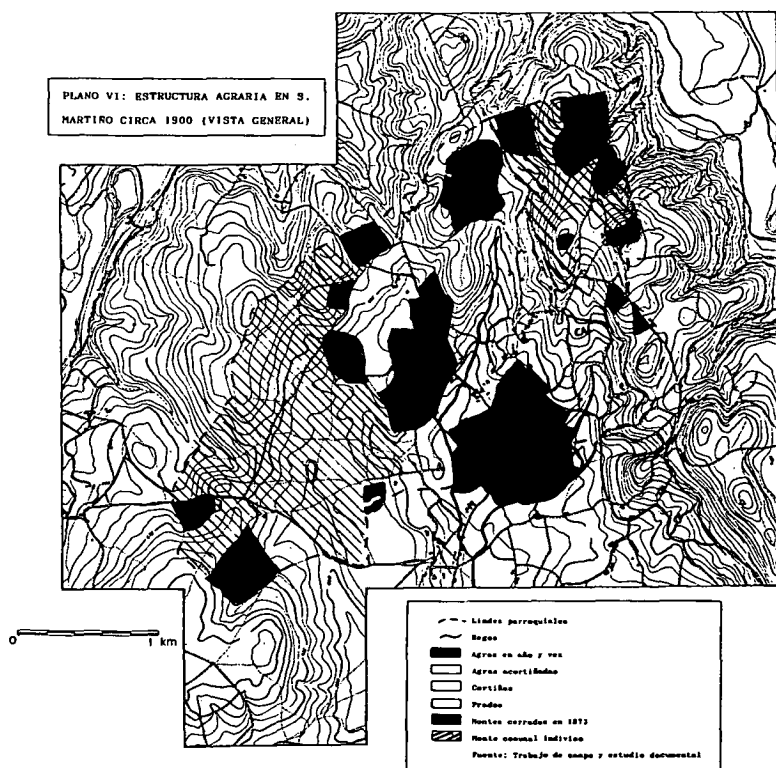 PLANO VI: ESTRUCTURA AGRARIA EN S.
MARTIÑO CIRCA 1900 (VISTA GENERAL)
0 1 km
Lindes parroquiales
Regos
Agras en año y vez
Agras acortiñadas
Cortiñas
Prados
Montes cerrados en 1873
Monte comunal indiviso
Fuente: Trabajo de campo y estudio documental